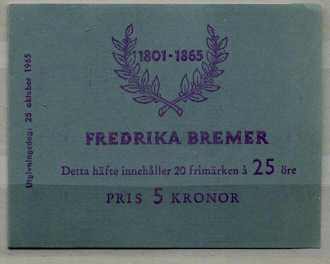 1801-1865
FREDRIKA BREMER
Detta häfte innehåller 20 frimärken å 25 öre
PRIS 5 KRONOR
Utgivningsdag: 25 oktober 1965